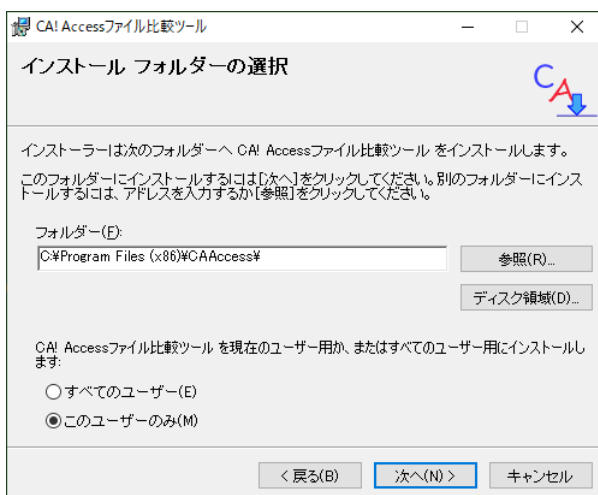 CA! Accessファイル比較ツール
インストール フォルダーの選択
CA
インストーラーは次のフォルダーへ CA! Accessファイル比較ツール をインストールします。
このフォルダーにインストールするには[次へ]をクリックしてください。別のフォルダーにインス
トールするには、アドレスを入力するか[参照]をクリックしてください。
フォルダー(F):
C:¥Program Files (x86)¥CAAccess¥
参照(R)...
ディスク領域(D)...
CA! Accessファイル比較ツール を現在のユーザー用か、またはすべてのユーザー用にインストールし
ます:
すべてのユーザー(E)
このユーザーのみ(M)
< 戻る(B)
次へ(N) >
キャンセル